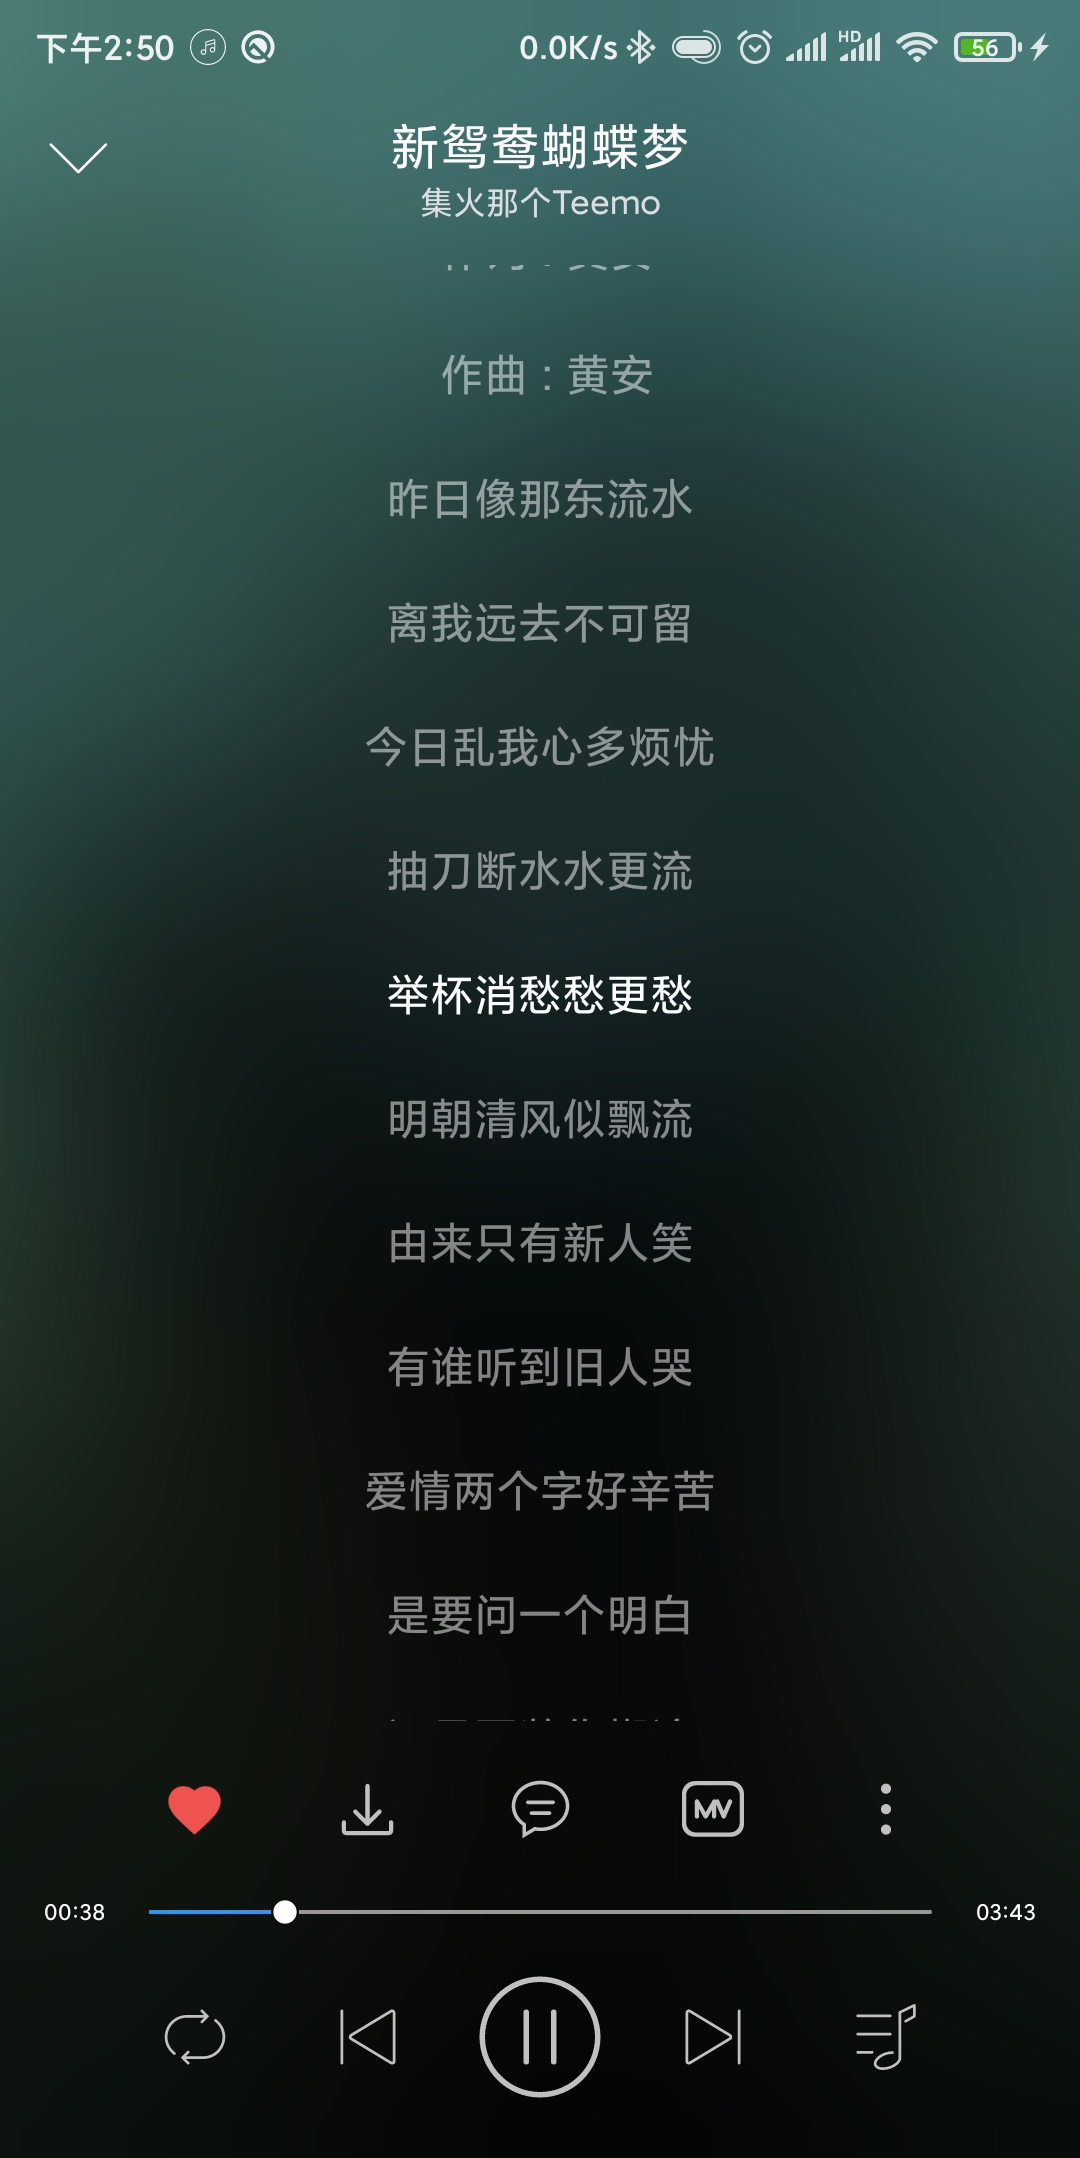 下午2:50 0.0K/s HD 56
新鸳鸯蝴蝶梦
集火那个Teemo
作曲 : 黄安
昨日像那东流水
离我远去不可留
今日乱我心多烦忧
抽刀断水水更流
举杯消愁愁更愁
明朝清风似飘流
由来只有新人笑
有谁听到旧人哭
爱情两个字好辛苦
是要问一个明白
MV
00:38 03:43